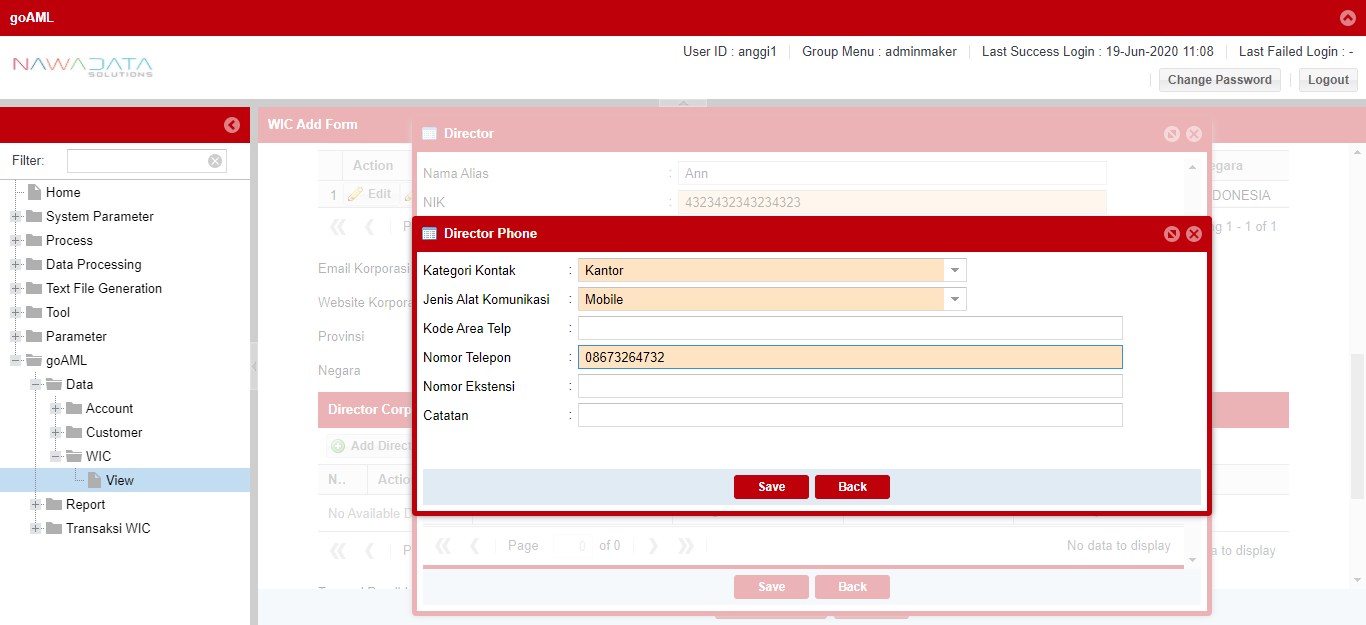 goAML
NAWADATA
SOLUTIONS
User ID : anggi1
Group Menu : adminmaker
Last Success Login : 19-Jun-2020 11:08
Last Failed Login : -
Change Password
Logout
Filter:
Home
System Parameter
Process
Data Processing
Text File Generation
Tool
Parameter
goAML
Data
Account
Customer
WIC
View
Report
Transaksi WIC
WIC Add Form
Action
1
Edit
DONESIA
1 - 1 of 1
Email Korporasi
Website
Provinsi
Negara
Director
Add
N..
No Available
to display
Director
Nama Alias : Ann
NIK : 4323432343234323
Director Phone
Kategori Kontak : Kantor
Jenis Alat Komunikasi : Mobile
Kode Area Telp :
Nomor Telepon : 08673264732
Nomor Ekstensi :
Catatan :
Save
Back
Page 0 of 0
No data to display
Save
Back